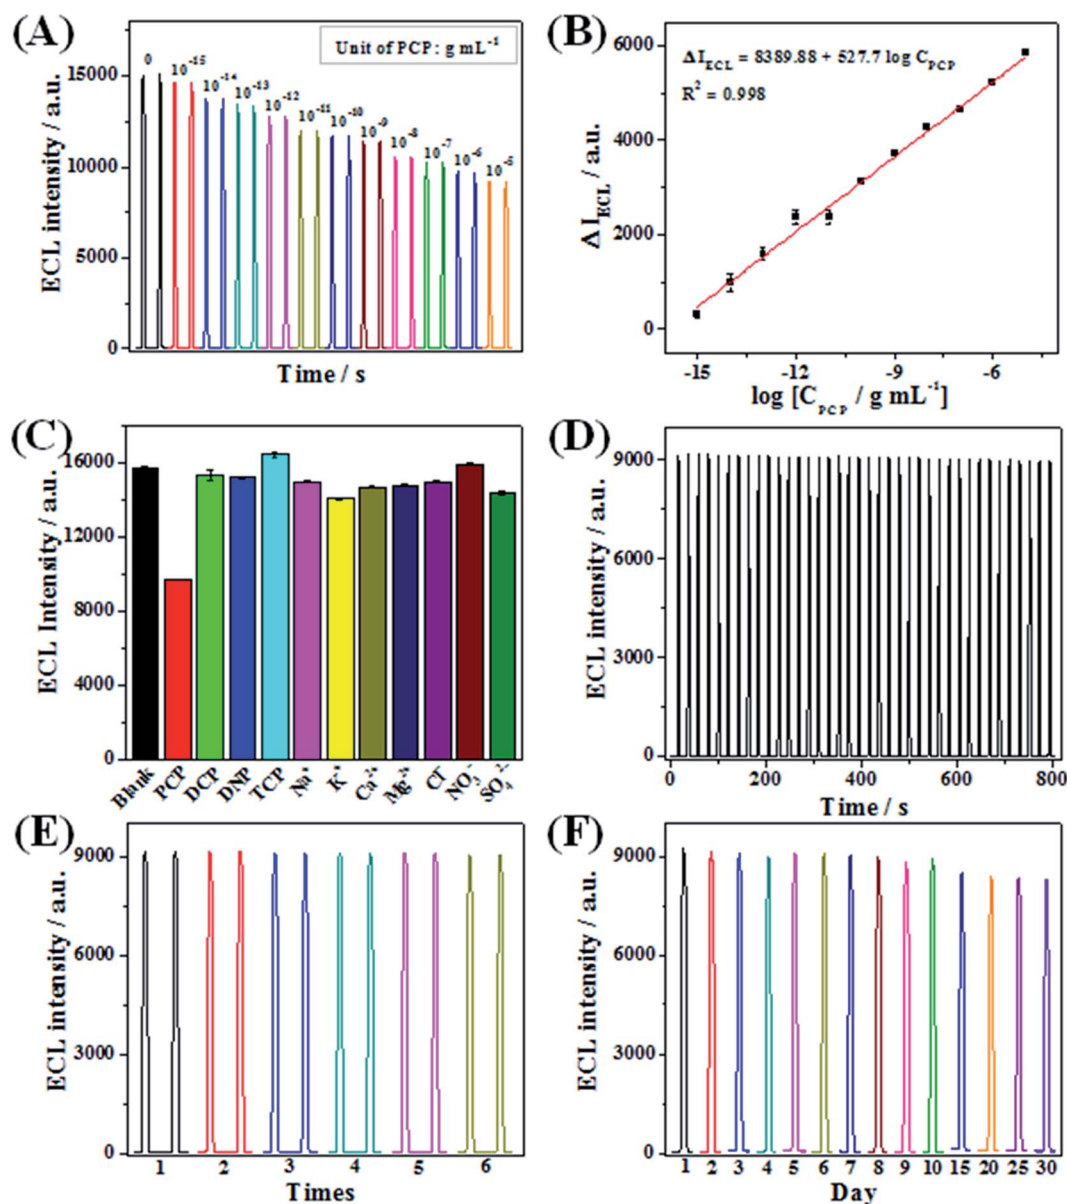 (A)
Unit of PCP: g mL⁻¹
0
10⁻¹⁵
10⁻¹⁴
10⁻¹³
10⁻¹²
10⁻¹¹
10⁻¹⁰
10⁻⁹
10⁻⁸
10⁻⁷
10⁻⁶
10⁻⁵
15000
10000
5000
0
ECL intensity / a.u.
Time / s
(B)
ΔI_ECL = 8389.88 + 527.7 log C_PCP
R² = 0.998
6000
4000
2000
0
ΔI_ECL / a.u.
-15 -12 -9 -6
log [C_PCP / g mL⁻¹]
(C)
16000
12000
8000
4000
0
ECL Intensity / a.u.
Blank PCP DCP DNP TCP Na⁺ K⁺ Ca²⁺ Mg²⁺ Cl⁻ NO₃⁻ SO₄²⁻
(D)
9000
6000
3000
0
ECL intensity / a.u.
0 200 400 600 800
Time / s
(E)
9000
6000
3000
0
ECL intensity / a.u.
1 2 3 4 5 6
Times
(F)
9000
6000
3000
0
ECL intensity / a.u.
1 2 3 4 5 6 7 8 9 10 15 20 25 30
Day